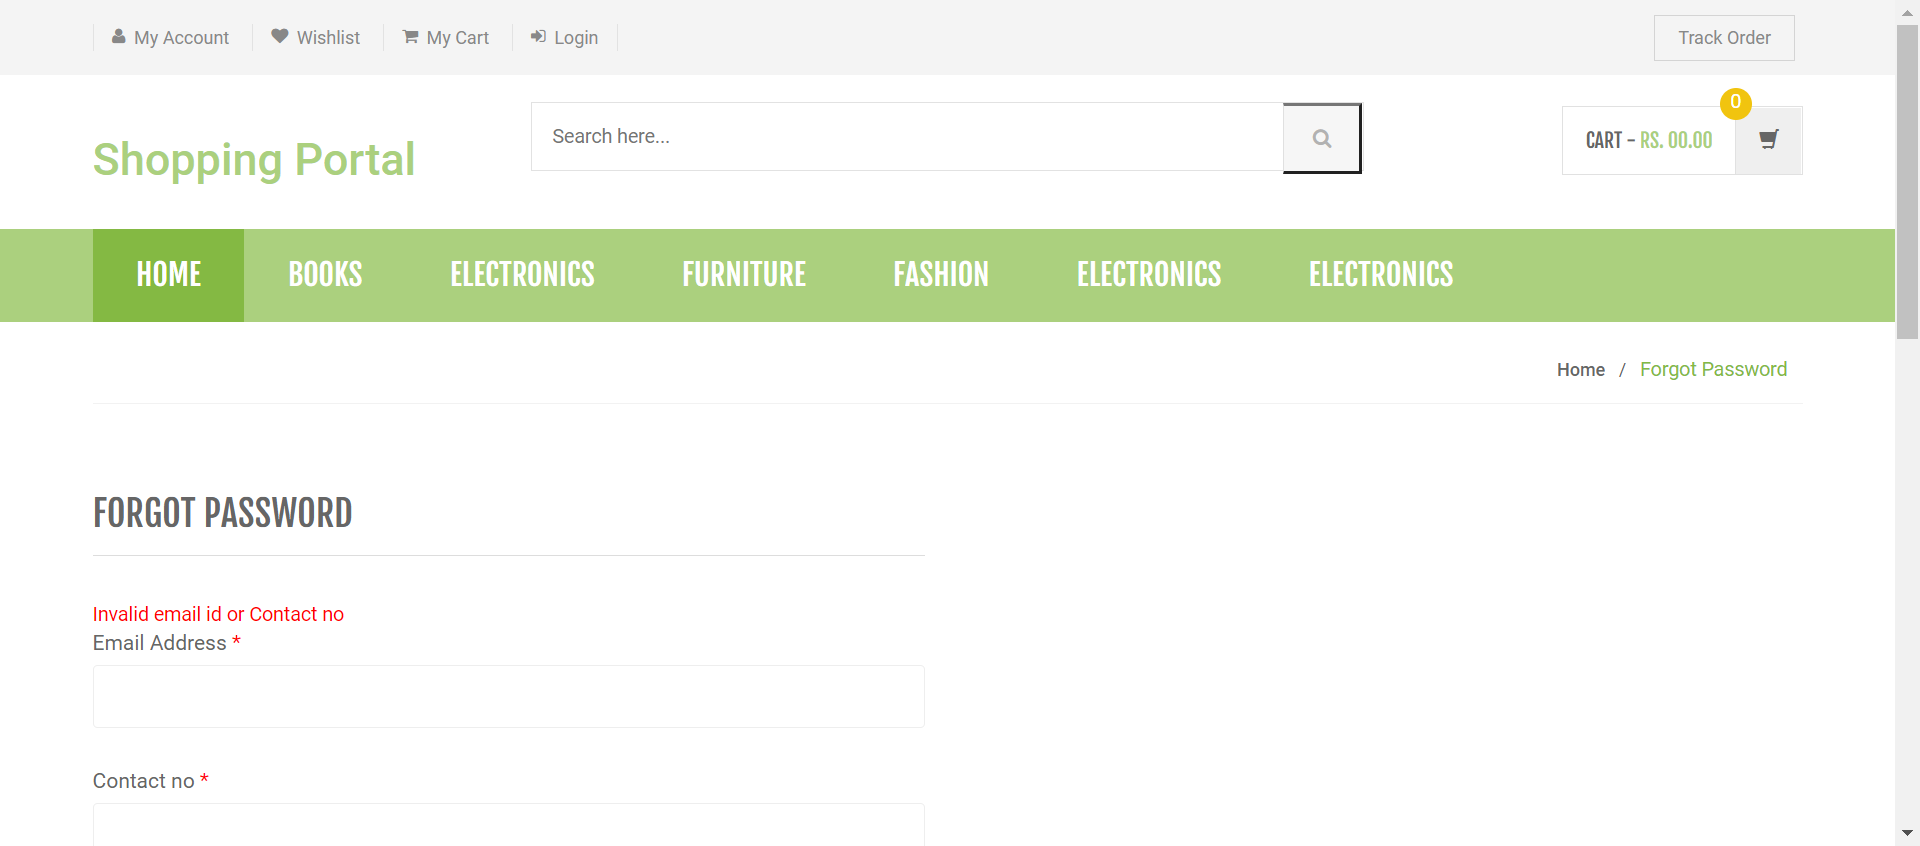 My Account
Wishlist
My Cart
Login
Track Order
Shopping Portal
Search here...
CART - RS. 00.00
0
HOME
BOOKS
ELECTRONICS
FURNITURE
FASHION
ELECTRONICS
ELECTRONICS
Home / Forgot Password
FORGOT PASSWORD
Invalid email id or Contact no
Email Address *
Contact no *